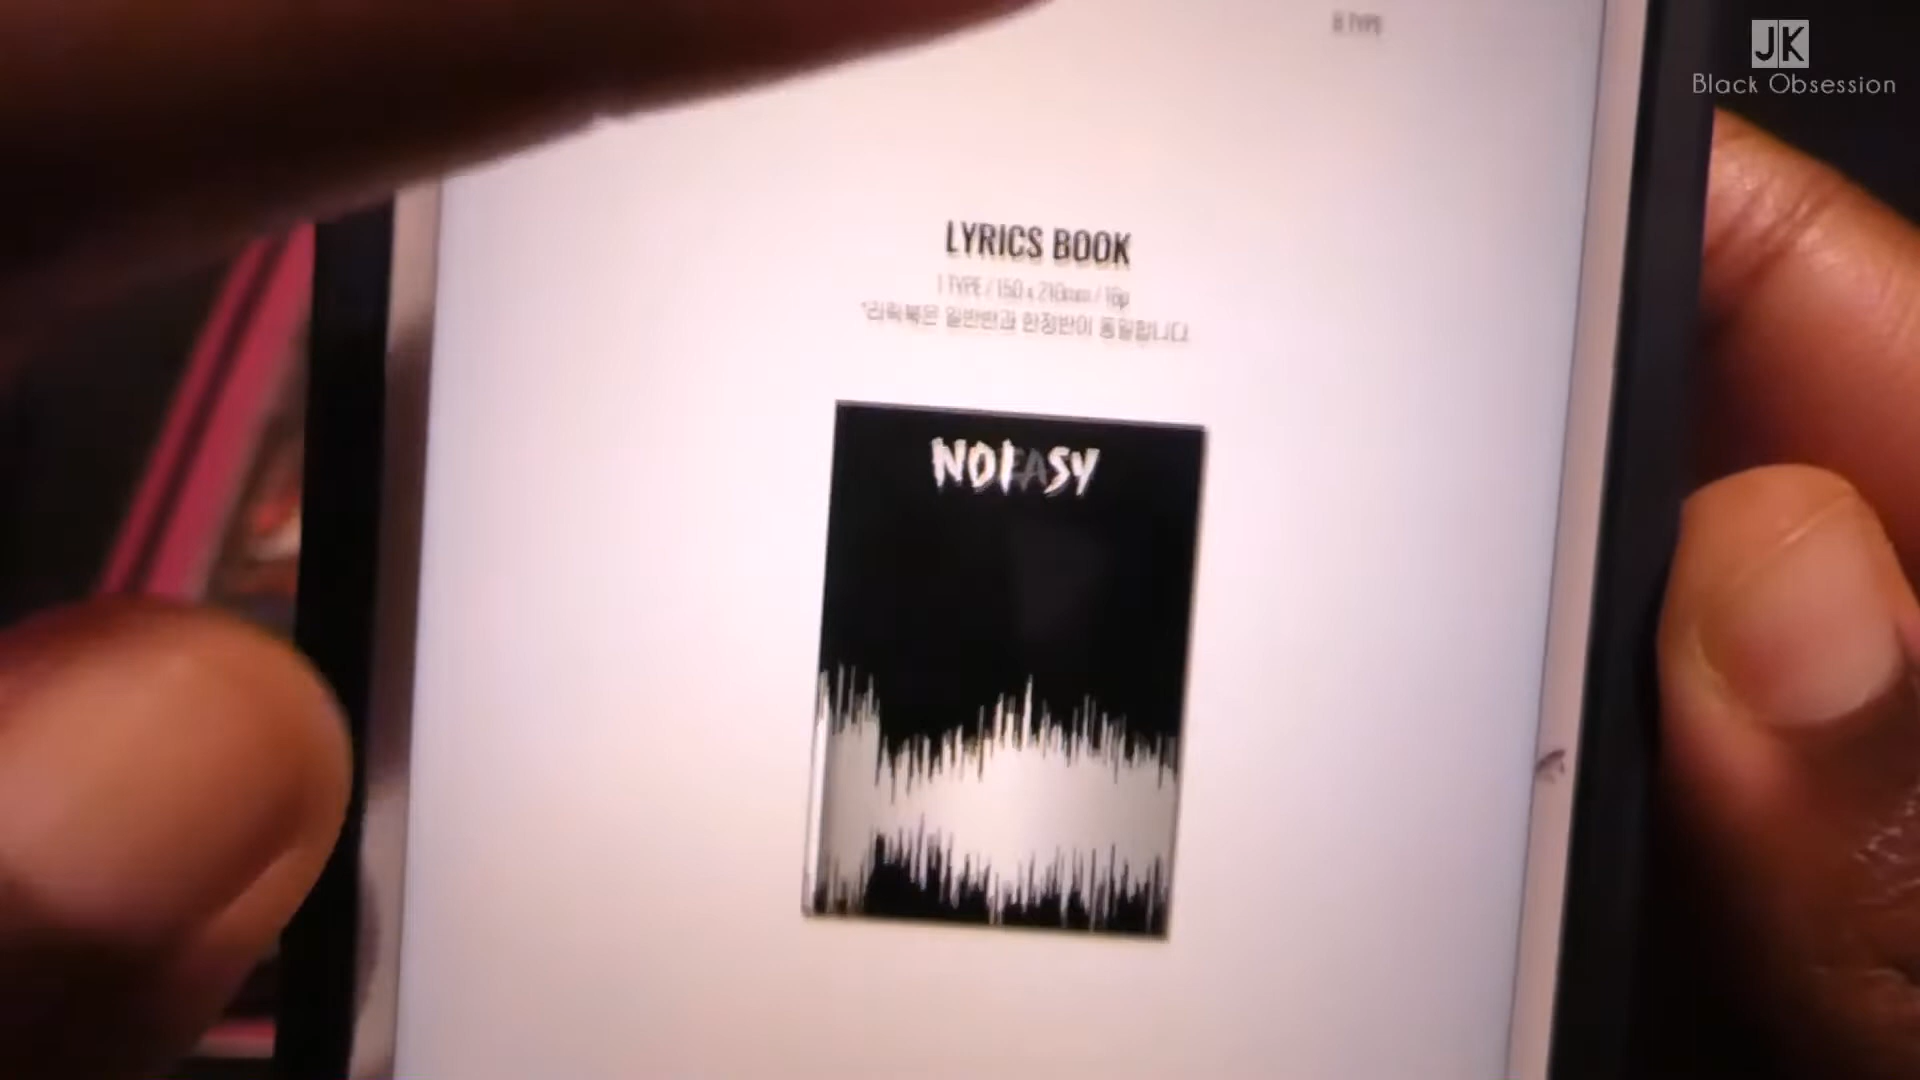 B TYPE
JK
Black Obsession
LYRICS BOOK
1 TYPE / 150 x 210mm / 16p
*리릭북은 일반반과 한정반이 동일합니다.
NOEASY